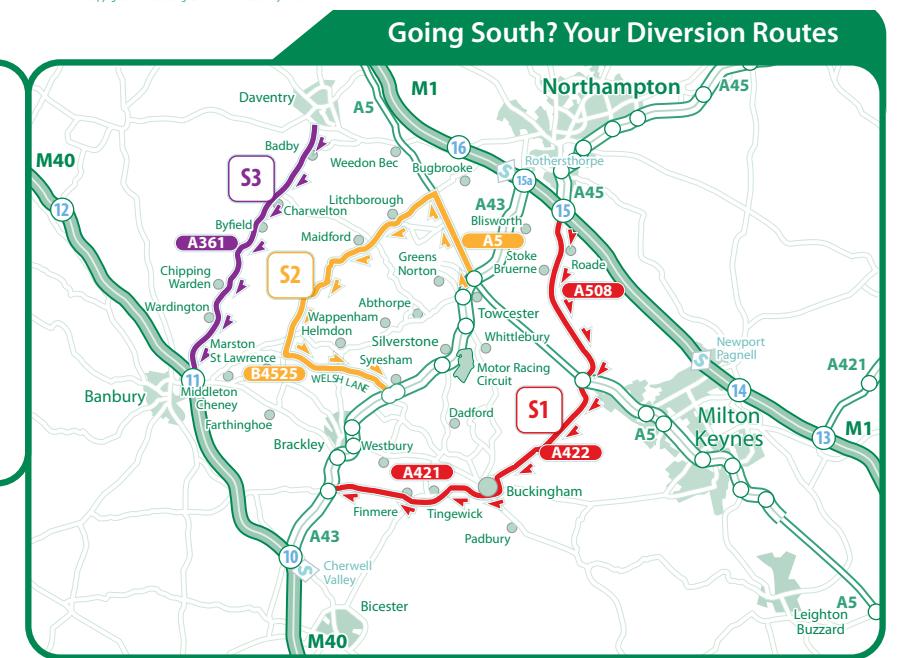 Going South? Your Diversion Routes
M1
Northampton
A45
Daventry
A5
Badby
16
Rothersthorpe
M40
Weedon Bec
Bugbrooke
S
15a
S3
A45
12
Litchborough
A43
15
Charwelton
Blisworth
Byfield
Maidford
A5
A361
Greens
Norton
Stoke
Bruerne
Roade
S2
Chipping
Warden
A508
Abthorpe
Wardington
Wappenham
Towcester
Helmdon
Whittlebury
Silverstone
Marston
St Lawrence
Syresham
Newport
Pagnell
S
B4525
WELSH LANE
Motor Racing
Circuit
A421
11
Middleton
Cheney
Banbury
S1
14
Dadford
Milton
Keynes
Farthinghoe
A5
13
M1
Brackley
Westbury
A422
A421
Buckingham
Finmere
Tingewick
A43
Padbury
10
S
Cherwell
Valley
Bicester
A5
Leighton
Buzzard
M40